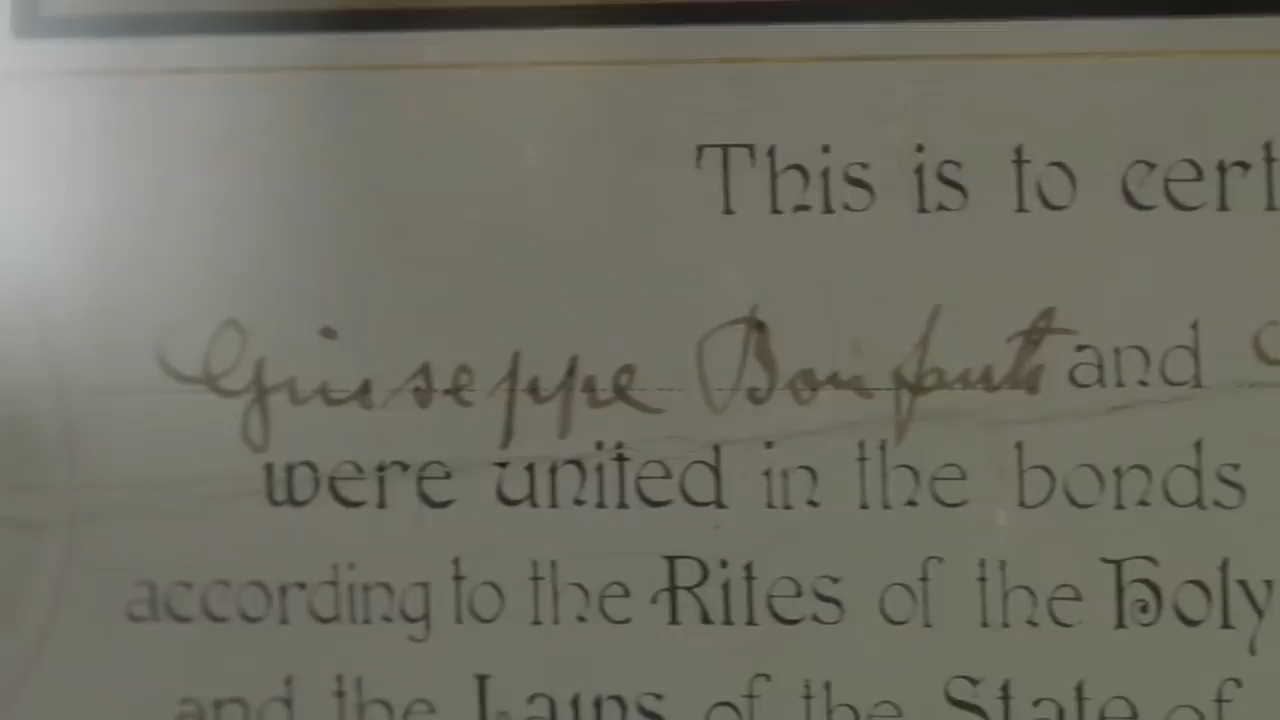 This is to cert
Giuseppe Bonfanti and
were united in the bonds
according to the Rites of the Holy
and the Laws of the State of